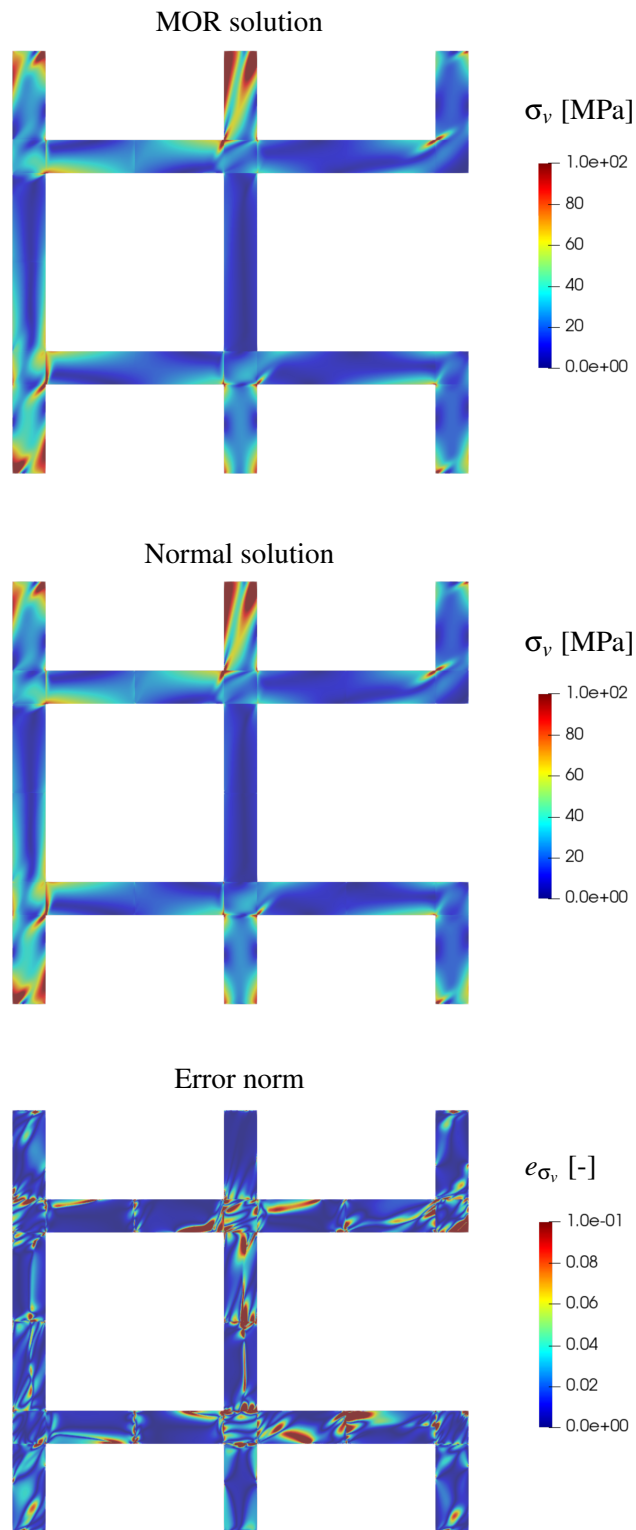 MOR solution
σᵥ [MPa]
1.0e+02
80
60
40
20
0.0e+00
Normal solution
σᵥ [MPa]
1.0e+02
80
60
40
20
0.0e+00
Error norm
e_σᵥ [-]
1.0e-01
0.08
0.06
0.04
0.02
0.0e+00